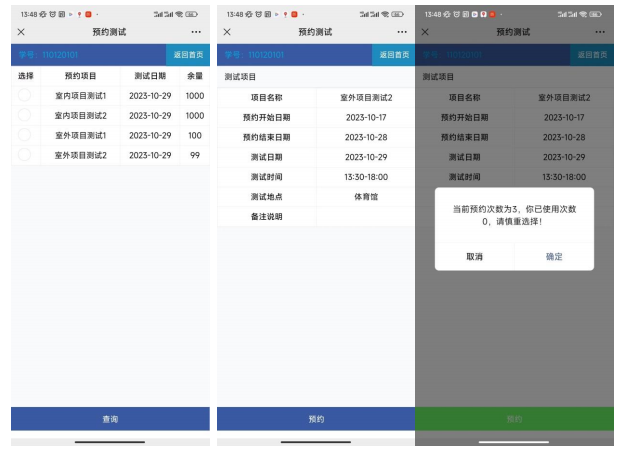 13:48
预约测试
学号：110120101
返回首页
选择 预约项目 测试日期 余量
室内项目测试1 2023-10-29 1000
室内项目测试2 2023-10-29 1000
室外项目测试1 2023-10-29 100
室外项目测试2 2023-10-29 99
查询
13:48
预约测试
学号：110120101
返回首页
测试项目
项目名称 室外项目测试2
预约开始日期 2023-10-17
预约结束日期 2023-10-28
测试日期 2023-10-29
测试时间 13:30-18:00
测试地点 体育馆
备注说明
预约
13:48
预约测试
学号：110120101
返回首页
测试项目
项目名称 室外项目测试2
预约开始日期 2023-10-17
预约结束日期 2023-10-28
测试日期 2023-10-29
测试时间 13:30-18:00
当前预约次数为3，你已使用次数
0，请慎重选择！
取消 确定
预约